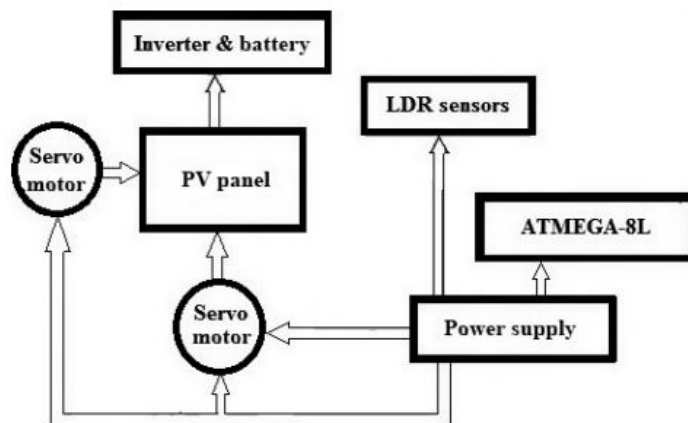 Inverter & battery
LDR sensors
Servo
motor
PV panel
ATMEGA-8L
Servo
motor
Power supply